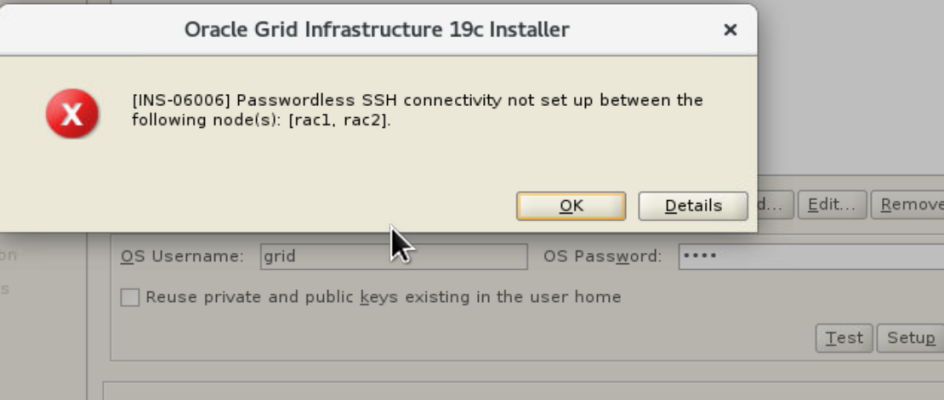 Oracle Grid Infrastructure 19c Installer
[INS-06006] Passwordless SSH connectivity not set up between the
following node(s): [rac1, rac2].
OK Details
d... Edit... Remove
on OS Username: grid OS Password: ••••
s Reuse private and public keys existing in the user home
Test Setup